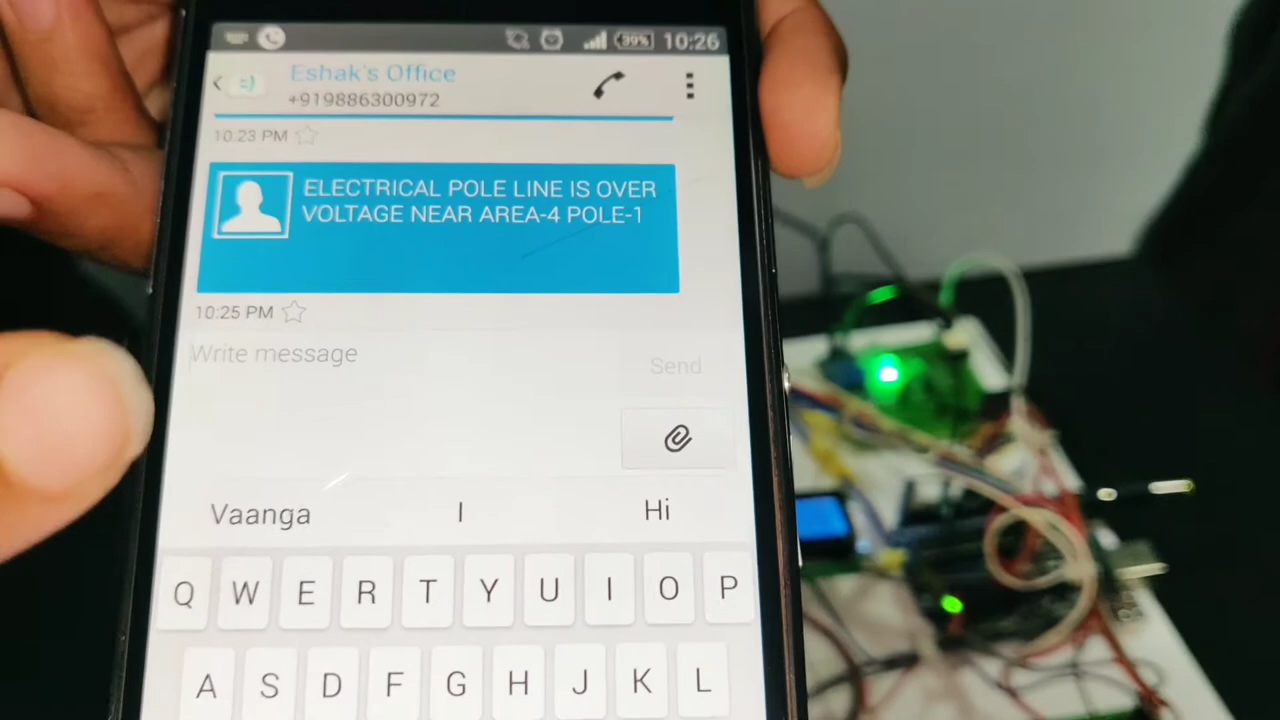 39% 10:26
Eshak's Office
+919886300972
10:23 PM
ELECTRICAL POLE LINE IS OVER
VOLTAGE NEAR AREA-4 POLE-1
10:25 PM
Write message
Send
Vaanga I Hi
Q W E R T Y U I O P
A S D F G H J K L